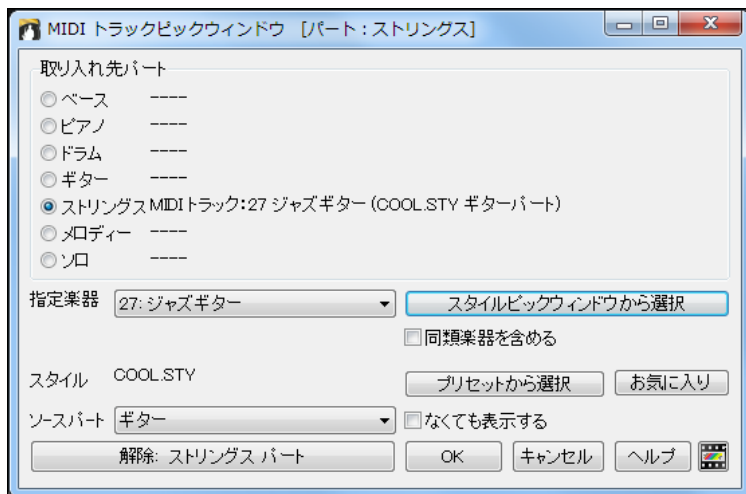 MIDI トラックピックウィンドウ [パート：ストリングス]
取り入れ先パート
ベース ----
ピアノ ----
ドラム ----
ギター ----
ストリングス MIDIトラック:27 ジャズギター (COOL.STY ギターパート)
メロディー ----
ソロ ----
指定楽器 27: ジャズギター スタイルピックウィンドウから選択
同類楽器を含める
スタイル COOL.STY プリセットから選択 お気に入り
ソースパート ギター なくても表示する
解除: ストリングス パート OK キャンセル ヘルプ